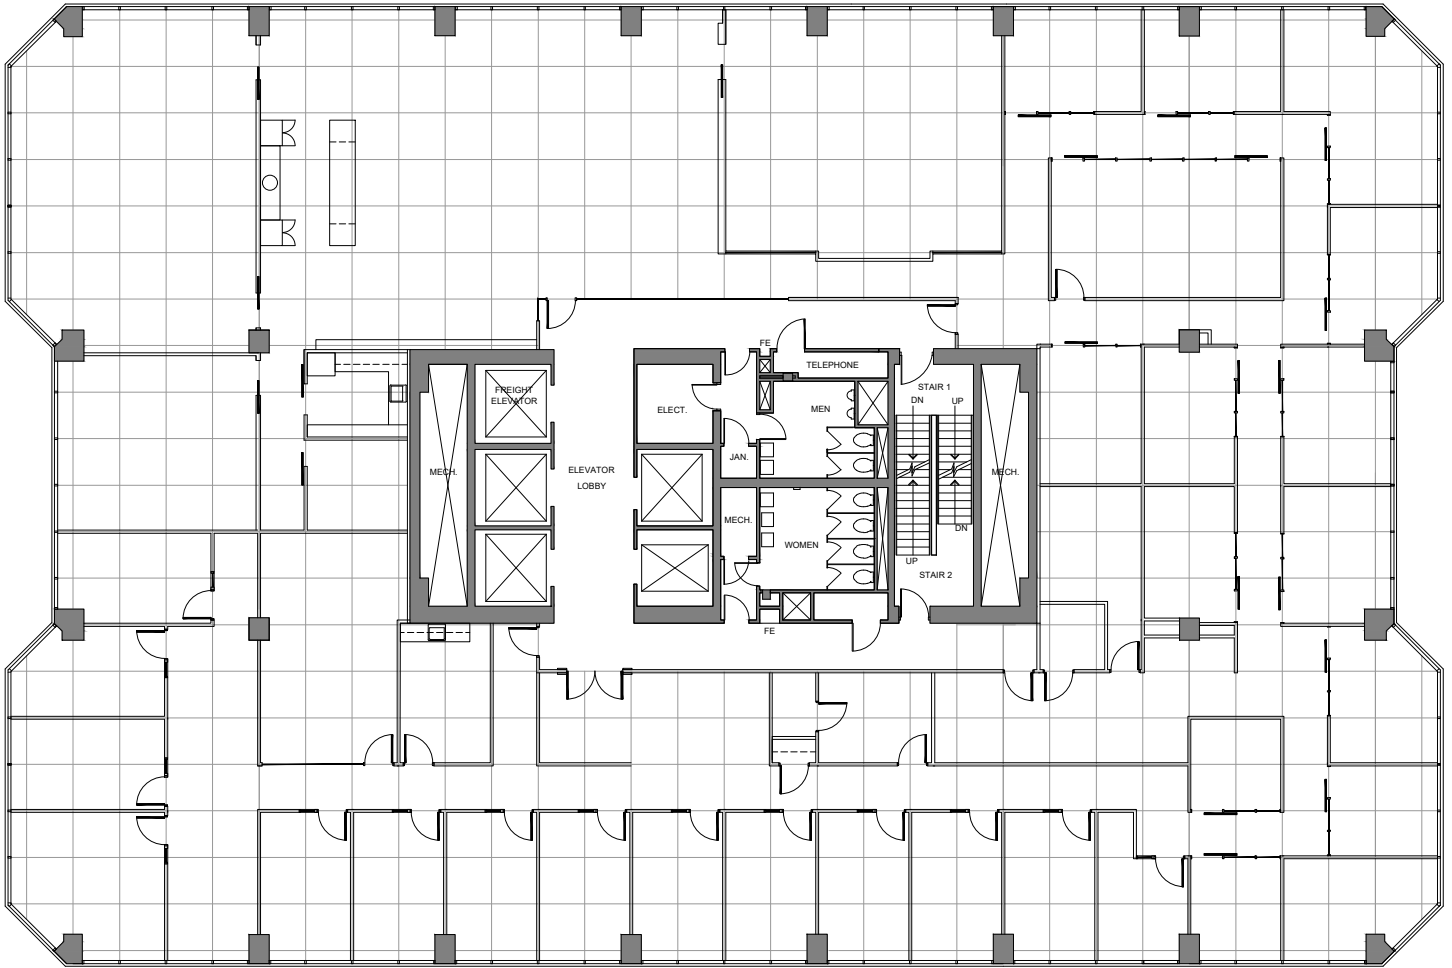 FE
TELEPHONE
FREIGHT
ELEVATOR
STAIR 1
DN
UP
ELECT.
MEN
MECH.
ELEVATOR
LOBBY
JAN.
MECH.
MECH.
WOMEN
DN
UP
STAIR 2
FE